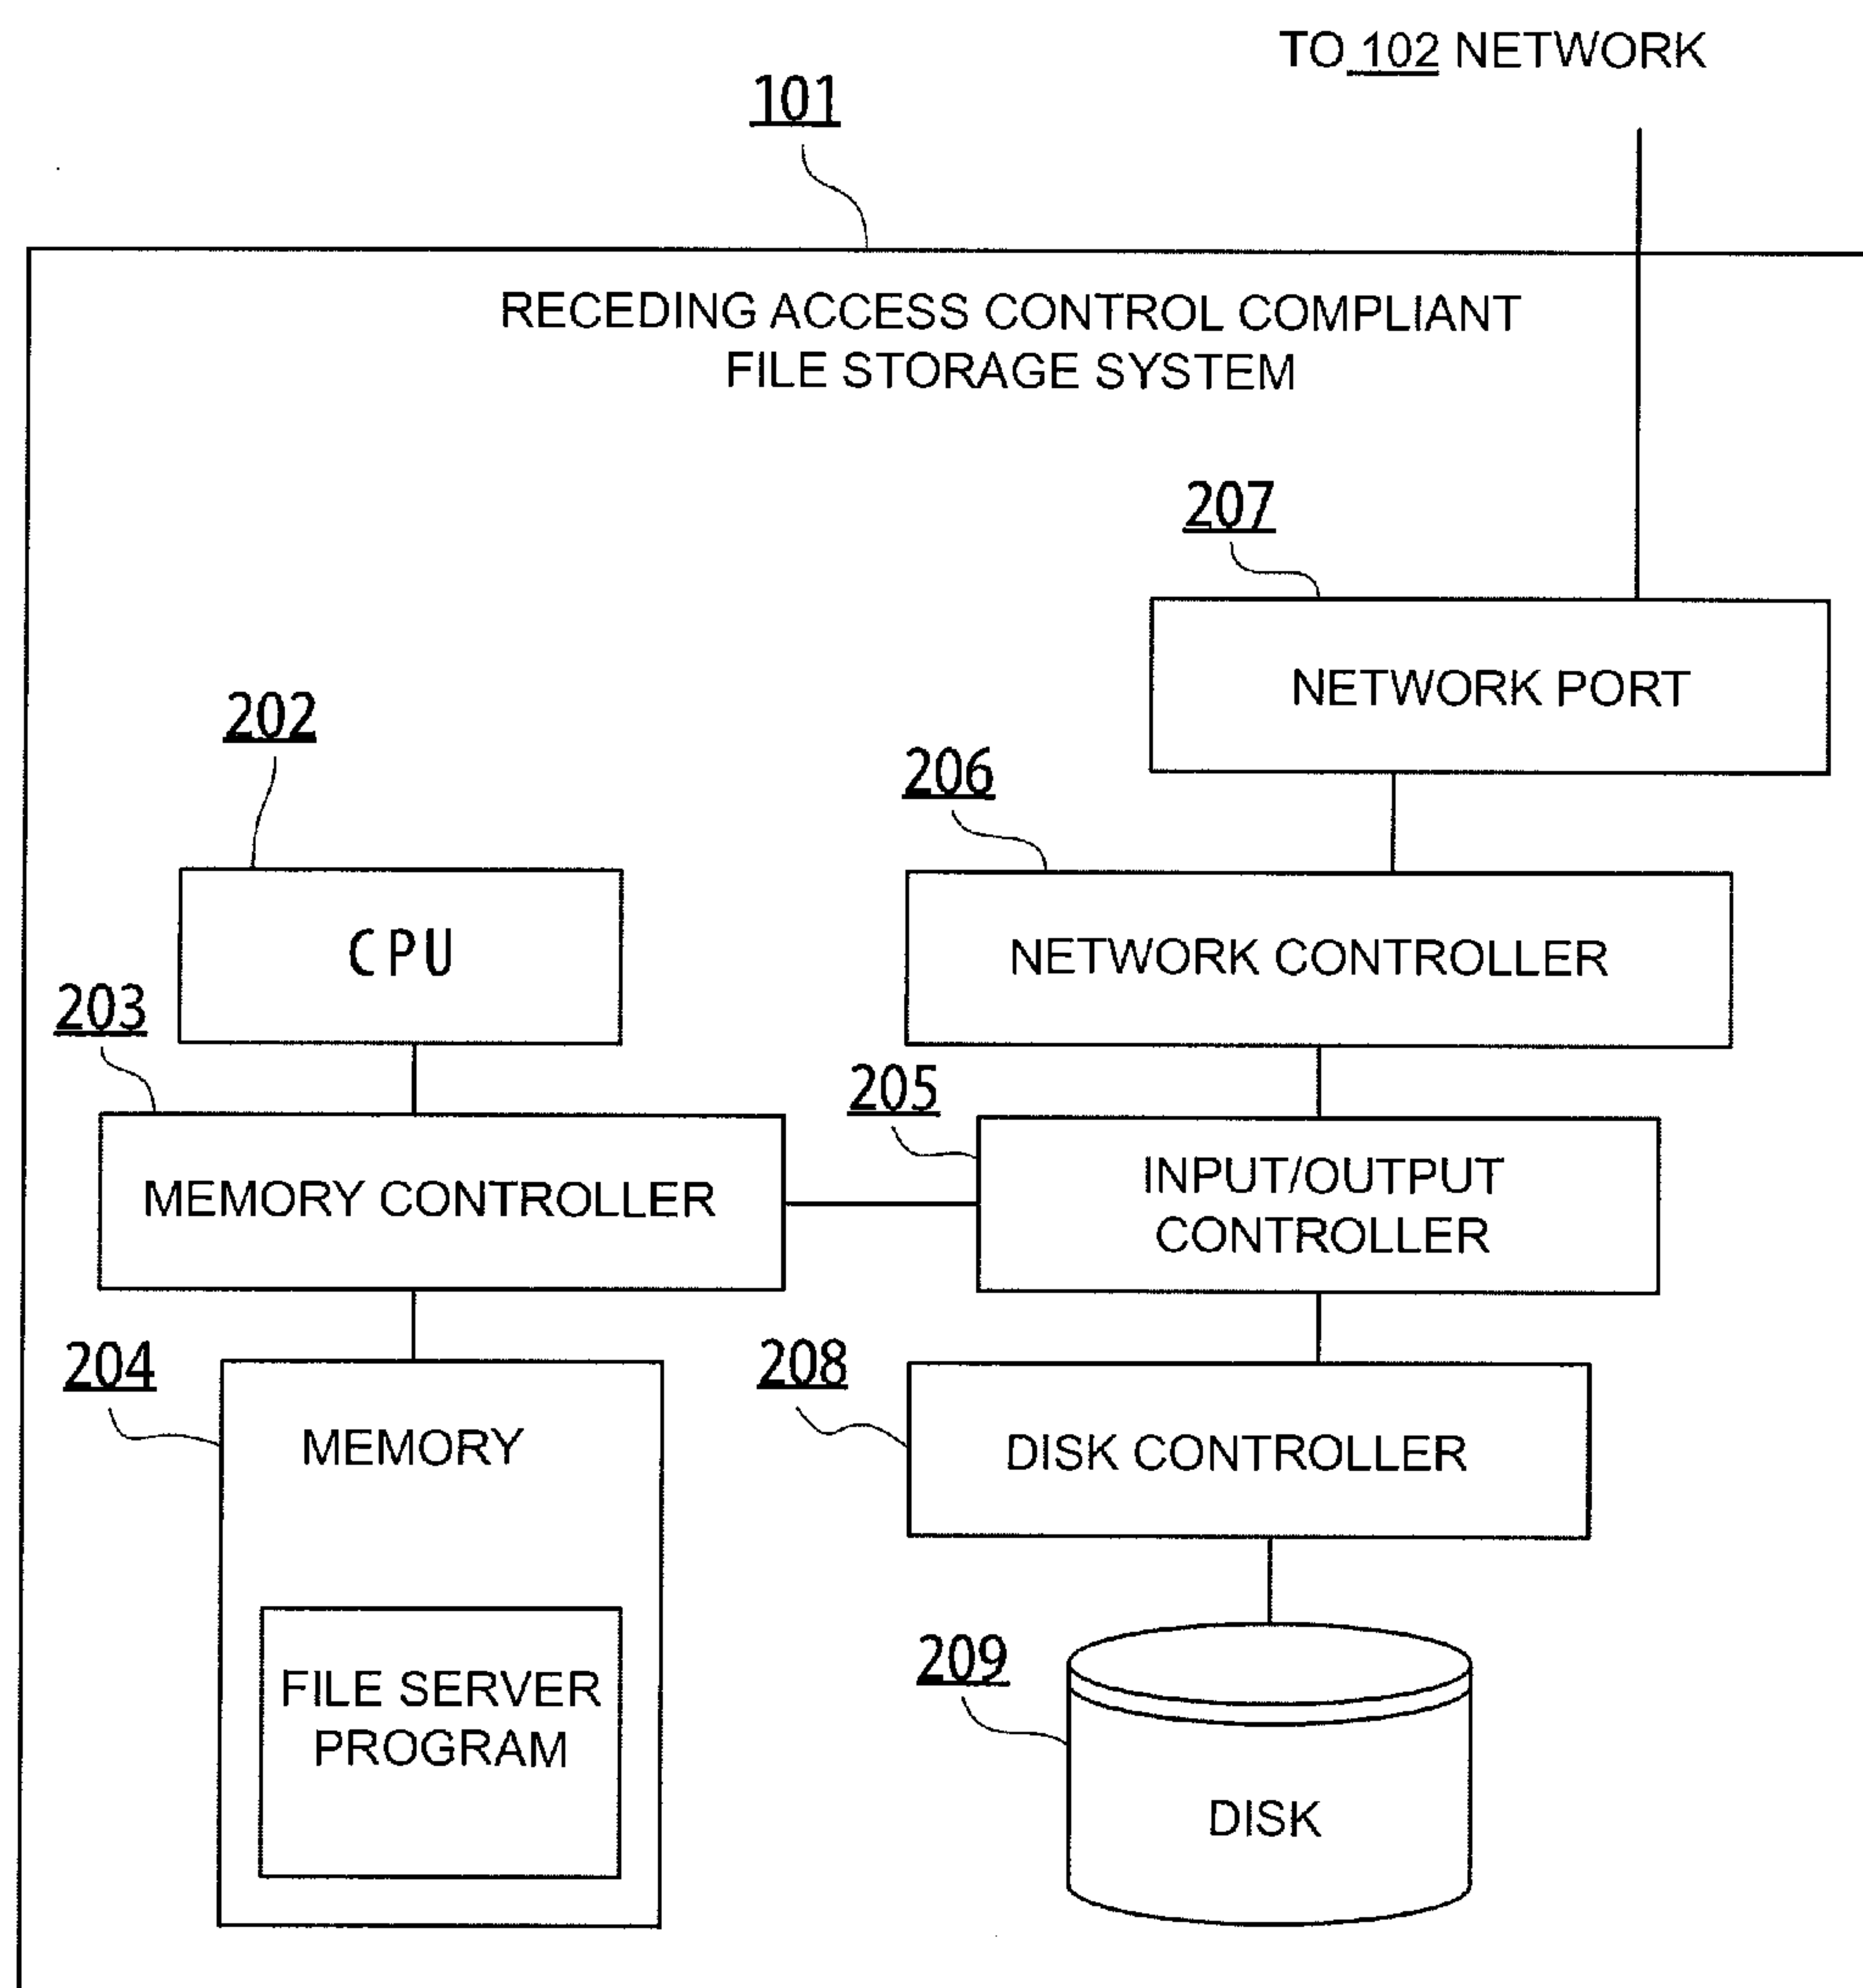 TO 102 NETWORK
101
RECEDING ACCESS CONTROL COMPLIANT
FILE STORAGE SYSTEM
207
NETWORK PORT
202
206
CPU
NETWORK CONTROLLER
203
205
MEMORY CONTROLLER
INPUT/OUTPUT
CONTROLLER
204
208
MEMORY
DISK CONTROLLER
FILE SERVER
PROGRAM
209
DISK